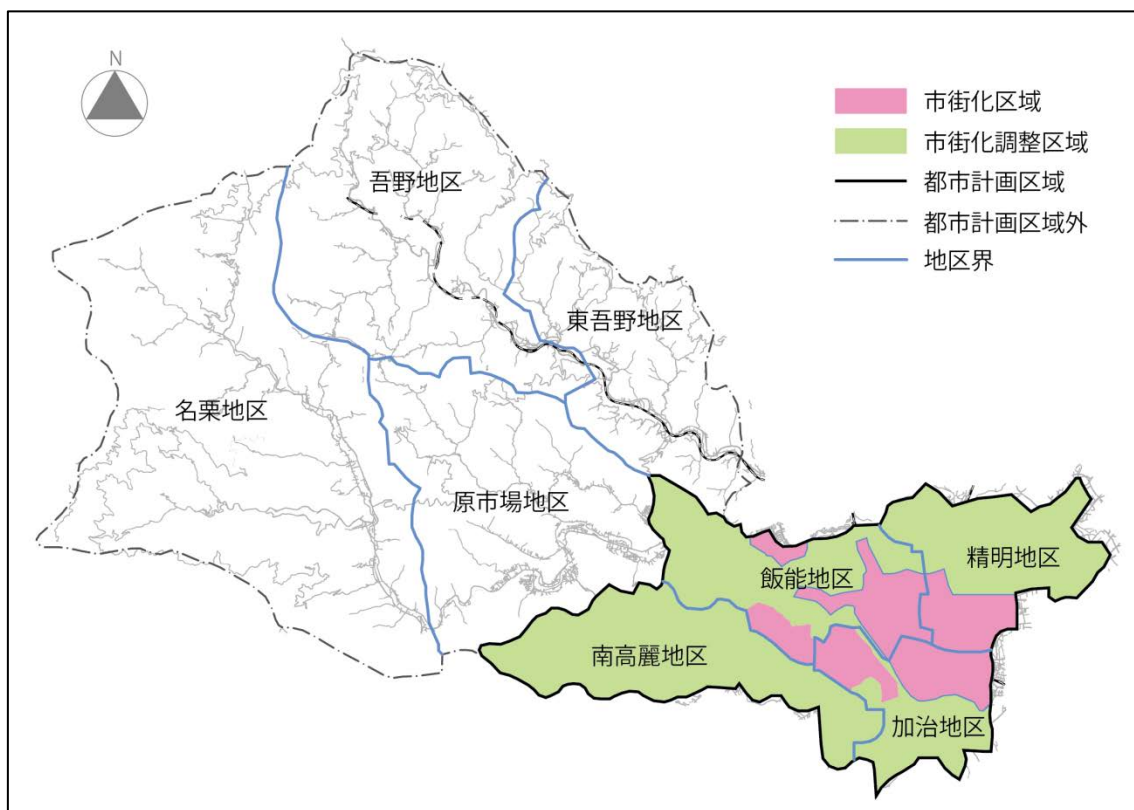 N
市街化区域
市街化調整区域
都市計画区域
都市計画区域外
地区界
吾野地区
東吾野地区
名栗地区
原市場地区
飯能地区
精明地区
南高麗地区
加治地区